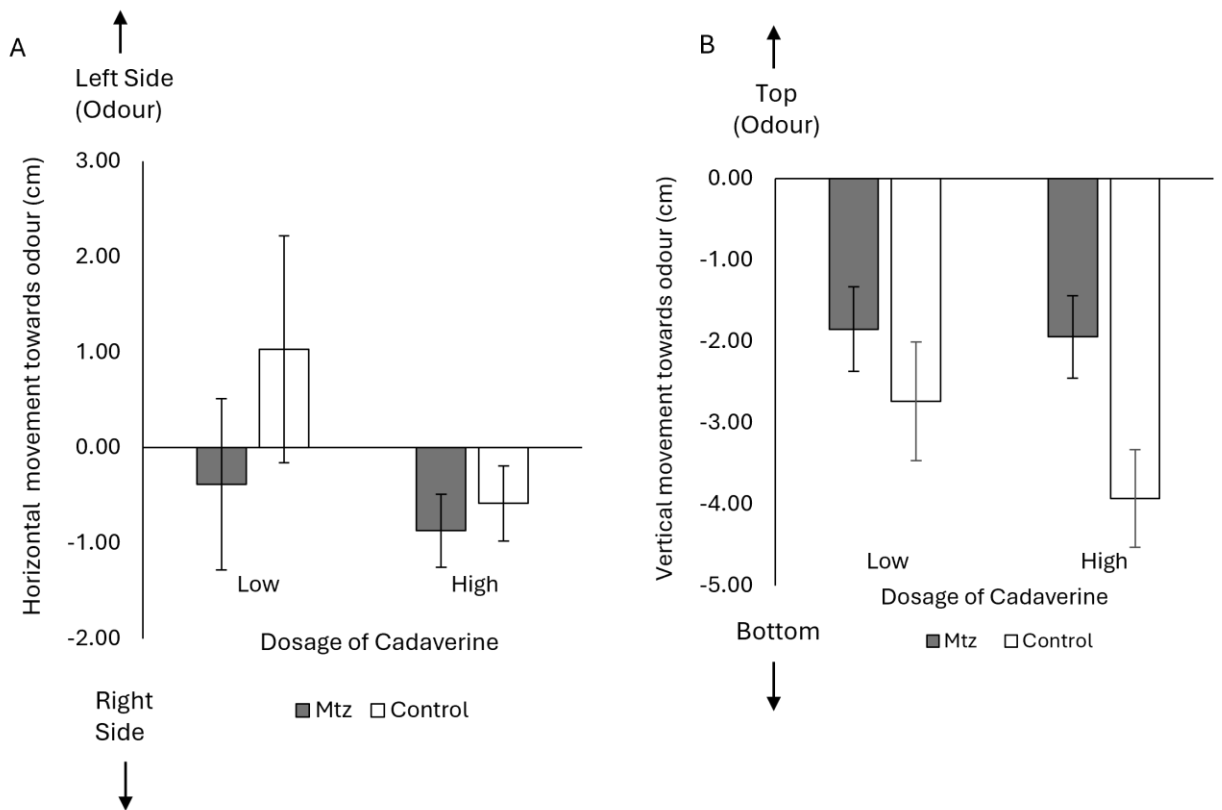 A
Left Side
(Odour)
Horizontal movement towards odour (cm)
3.00
2.00
1.00
0.00
-1.00
-2.00
Low
High
Dosage of Cadaverine
Right
Side
Mtz
Control
B
Top
(Odour)
Vertical movement towards odour (cm)
0.00
-1.00
-2.00
-3.00
-4.00
-5.00
Low
High
Dosage of Cadaverine
Bottom
Mtz
Control